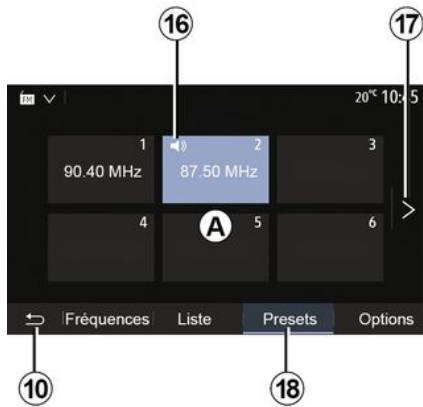 16 17
FM 20°C 10:45
1 2 3
90.40 MHz 87.50 MHz
4 A 5 6
Fréquences Liste Presets Options
10 18